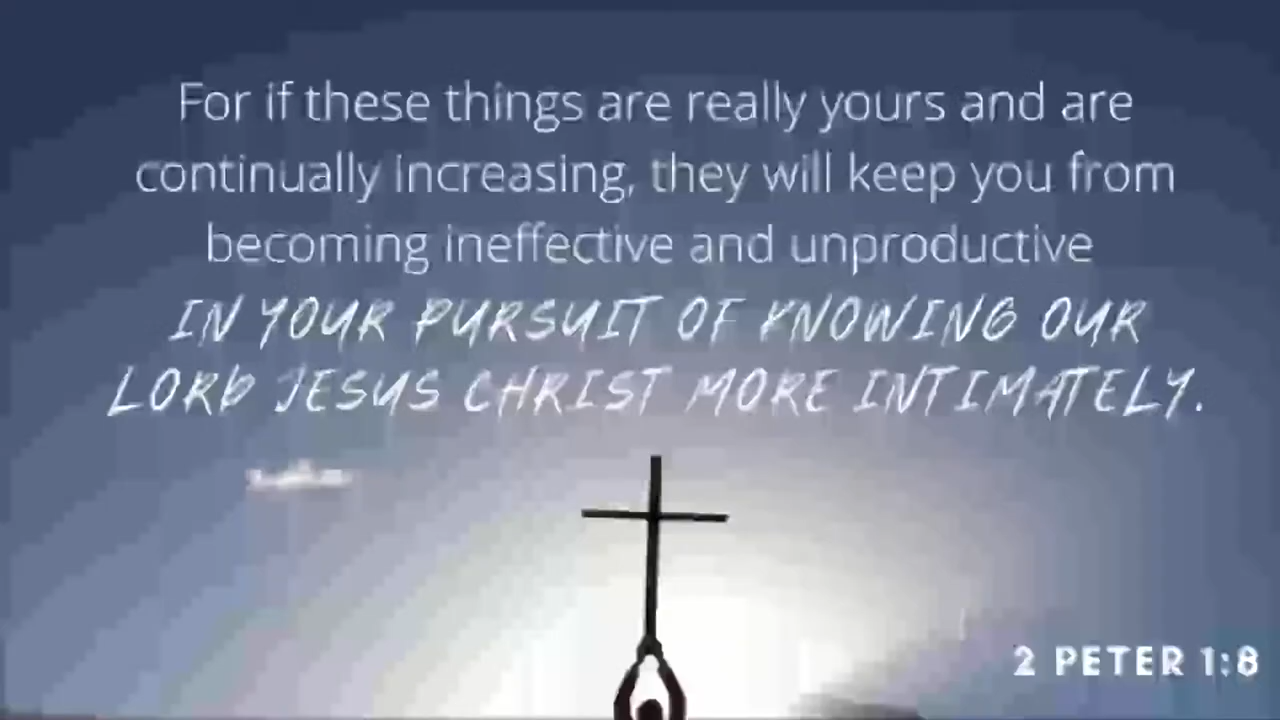 For if these things are really yours and are
continually increasing, they will keep you from
becoming ineffective and unproductive
IN YOUR PURSUIT OF KNOWING OUR
LORD JESUS CHRIST MORE INTIMATELY.
2 PETER 1:8